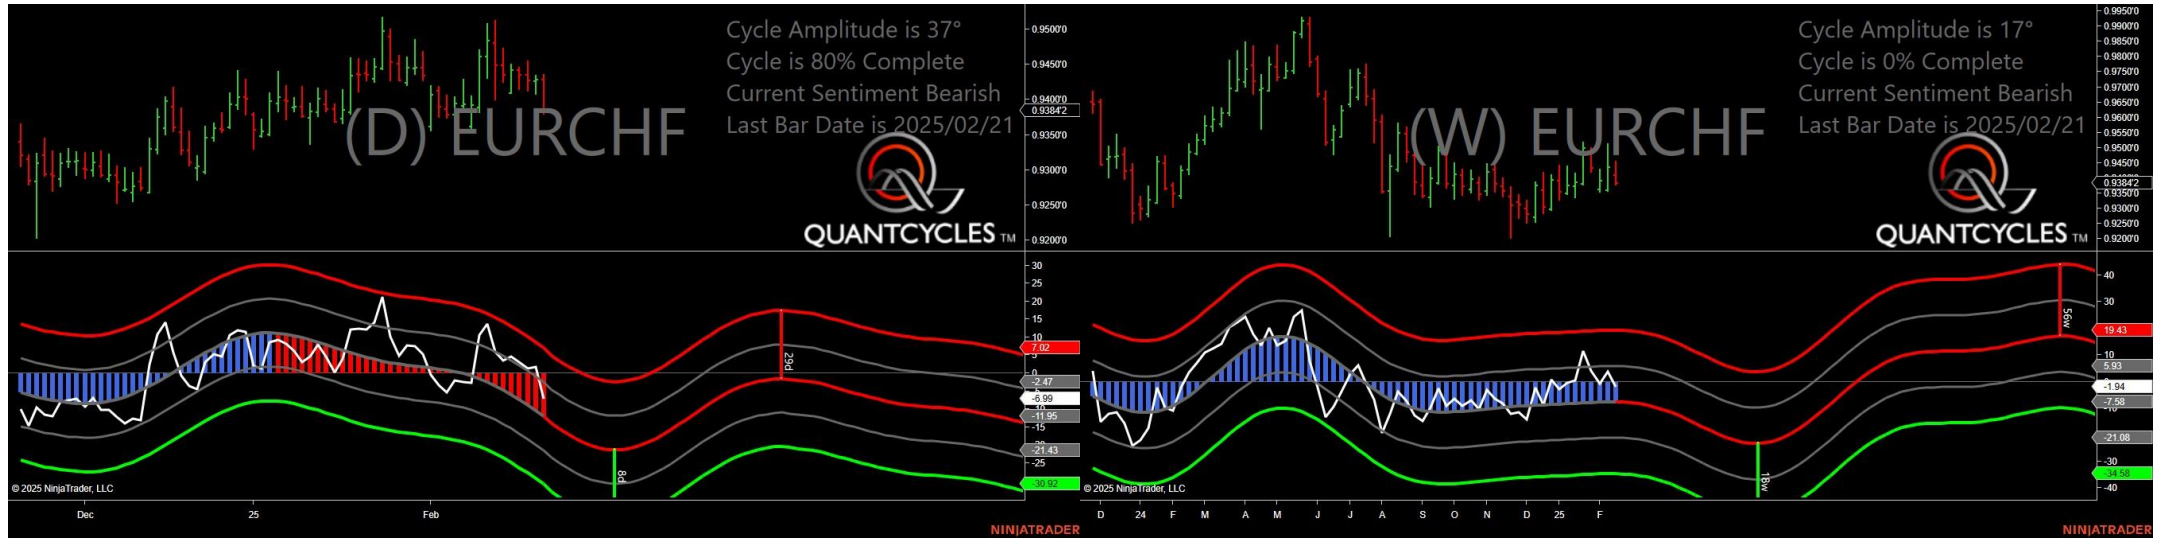 Cycle Amplitude is 37°
Cycle is 80% Complete
Current Sentiment Bearish
Last Bar Date is 2025/02/21
(D) EURCHF
QUANTCYCLES TM
0.9500'0
0.9450'0
0.9400'0
0.9384'2
0.9350'0
0.9300'0
0.9250'0
0.9200'0
30
25
20
15
10
5
7.02
0
-2.47
-6.99
-11.95
-15
-21.43
-25
-30.92
29d
8d
© 2025 NinjaTrader, LLC
Dec
25
Feb
NINJATRADER
Cycle Amplitude is 17°
Cycle is 0% Complete
Current Sentiment Bearish
Last Bar Date is 2025/02/21
(W) EURCHF
QUANTCYCLES TM
0.9950'0
0.9900'0
0.9850'0
0.9800'0
0.9750'0
0.9700'0
0.9650'0
0.9600'0
0.9550'0
0.9500'0
0.9450'0
0.9384'2
0.9350'0
0.9300'0
0.9250'0
0.9200'0
40
30
19.43
10
5.93
-1.94
-7.58
-10
-21.08
-30
-34.58
-40
56w
18w
© 2025 NinjaTrader, LLC
D
24
F
M
A
M
J
J
A
S
O
N
D
25
F
NINJATRADER